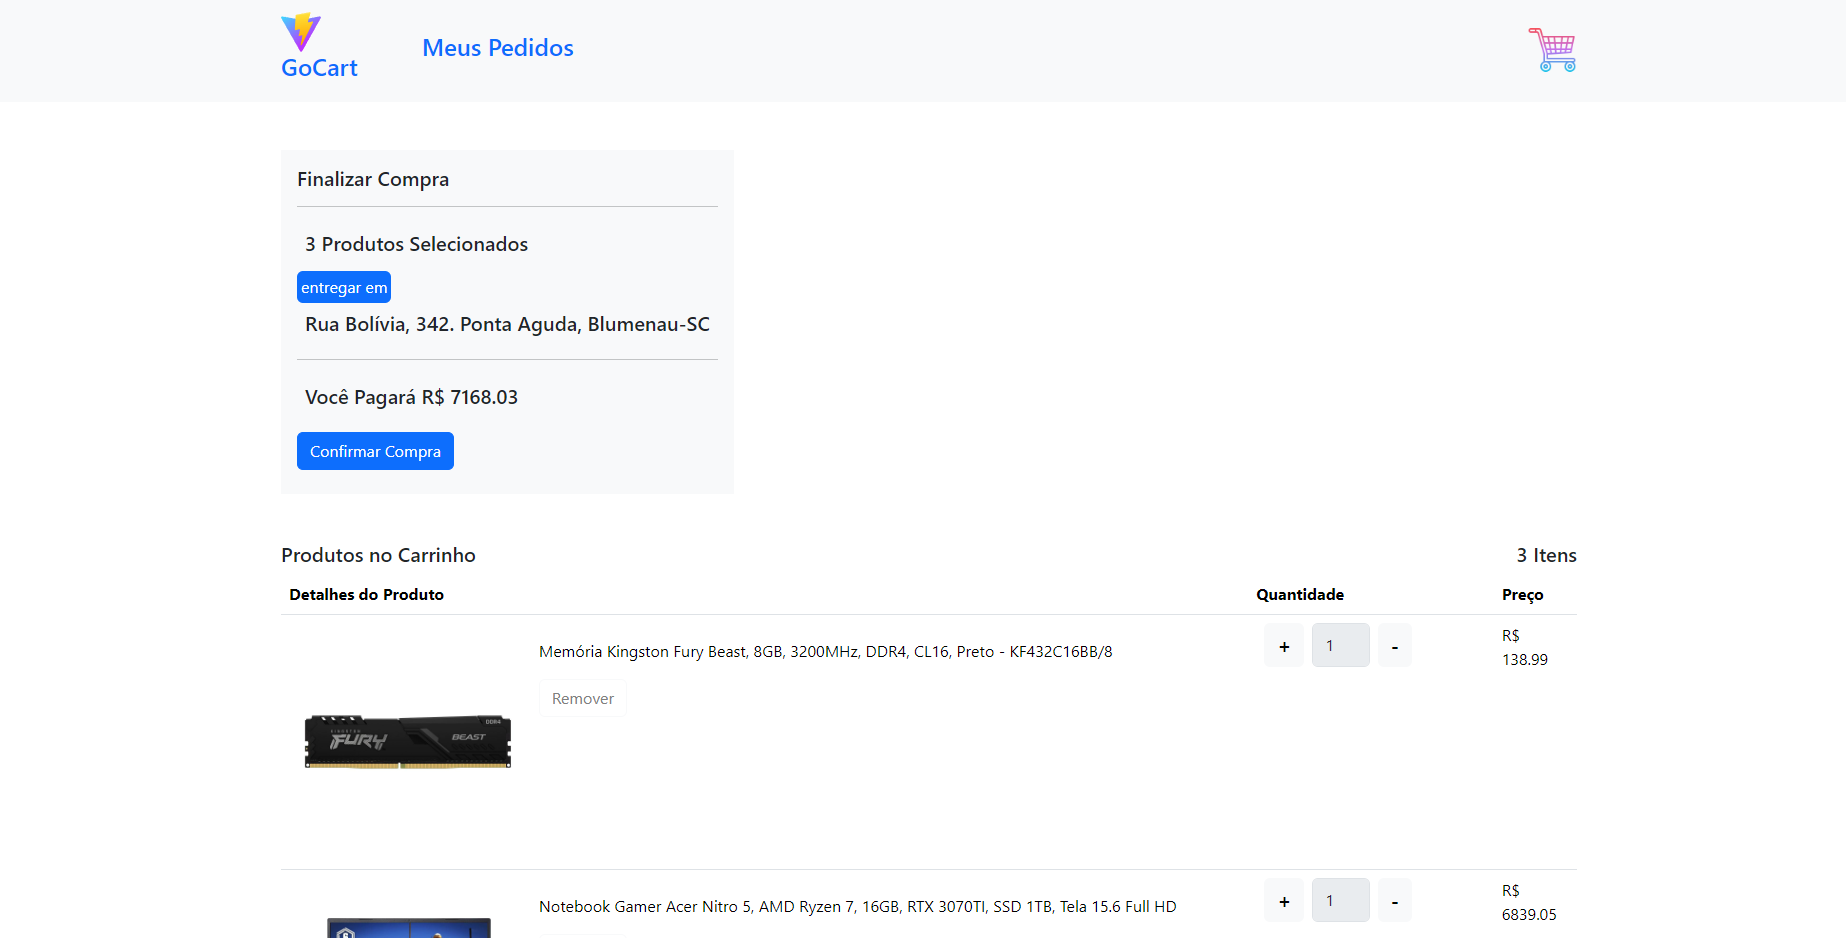 GoCart
Meus Pedidos
Finalizar Compra
3 Produtos Selecionados
entregar em
Rua Bolívia, 342. Ponta Aguda, Blumenau-SC
Você Pagará R$ 7168.03
Confirmar Compra
Produtos no Carrinho
3 Itens
Detalhes do Produto
Quantidade
Preço
Memória Kingston Fury Beast, 8GB, 3200MHz, DDR4, CL16, Preto - KF432C16BB/8
+
1
-
R$
138.99
Remover
KINGSTON
FURY
BEAST
DDR4
Notebook Gamer Acer Nitro 5, AMD Ryzen 7, 16GB, RTX 3070TI, SSD 1TB, Tela 15.6 Full HD
+
1
-
R$
6839.05